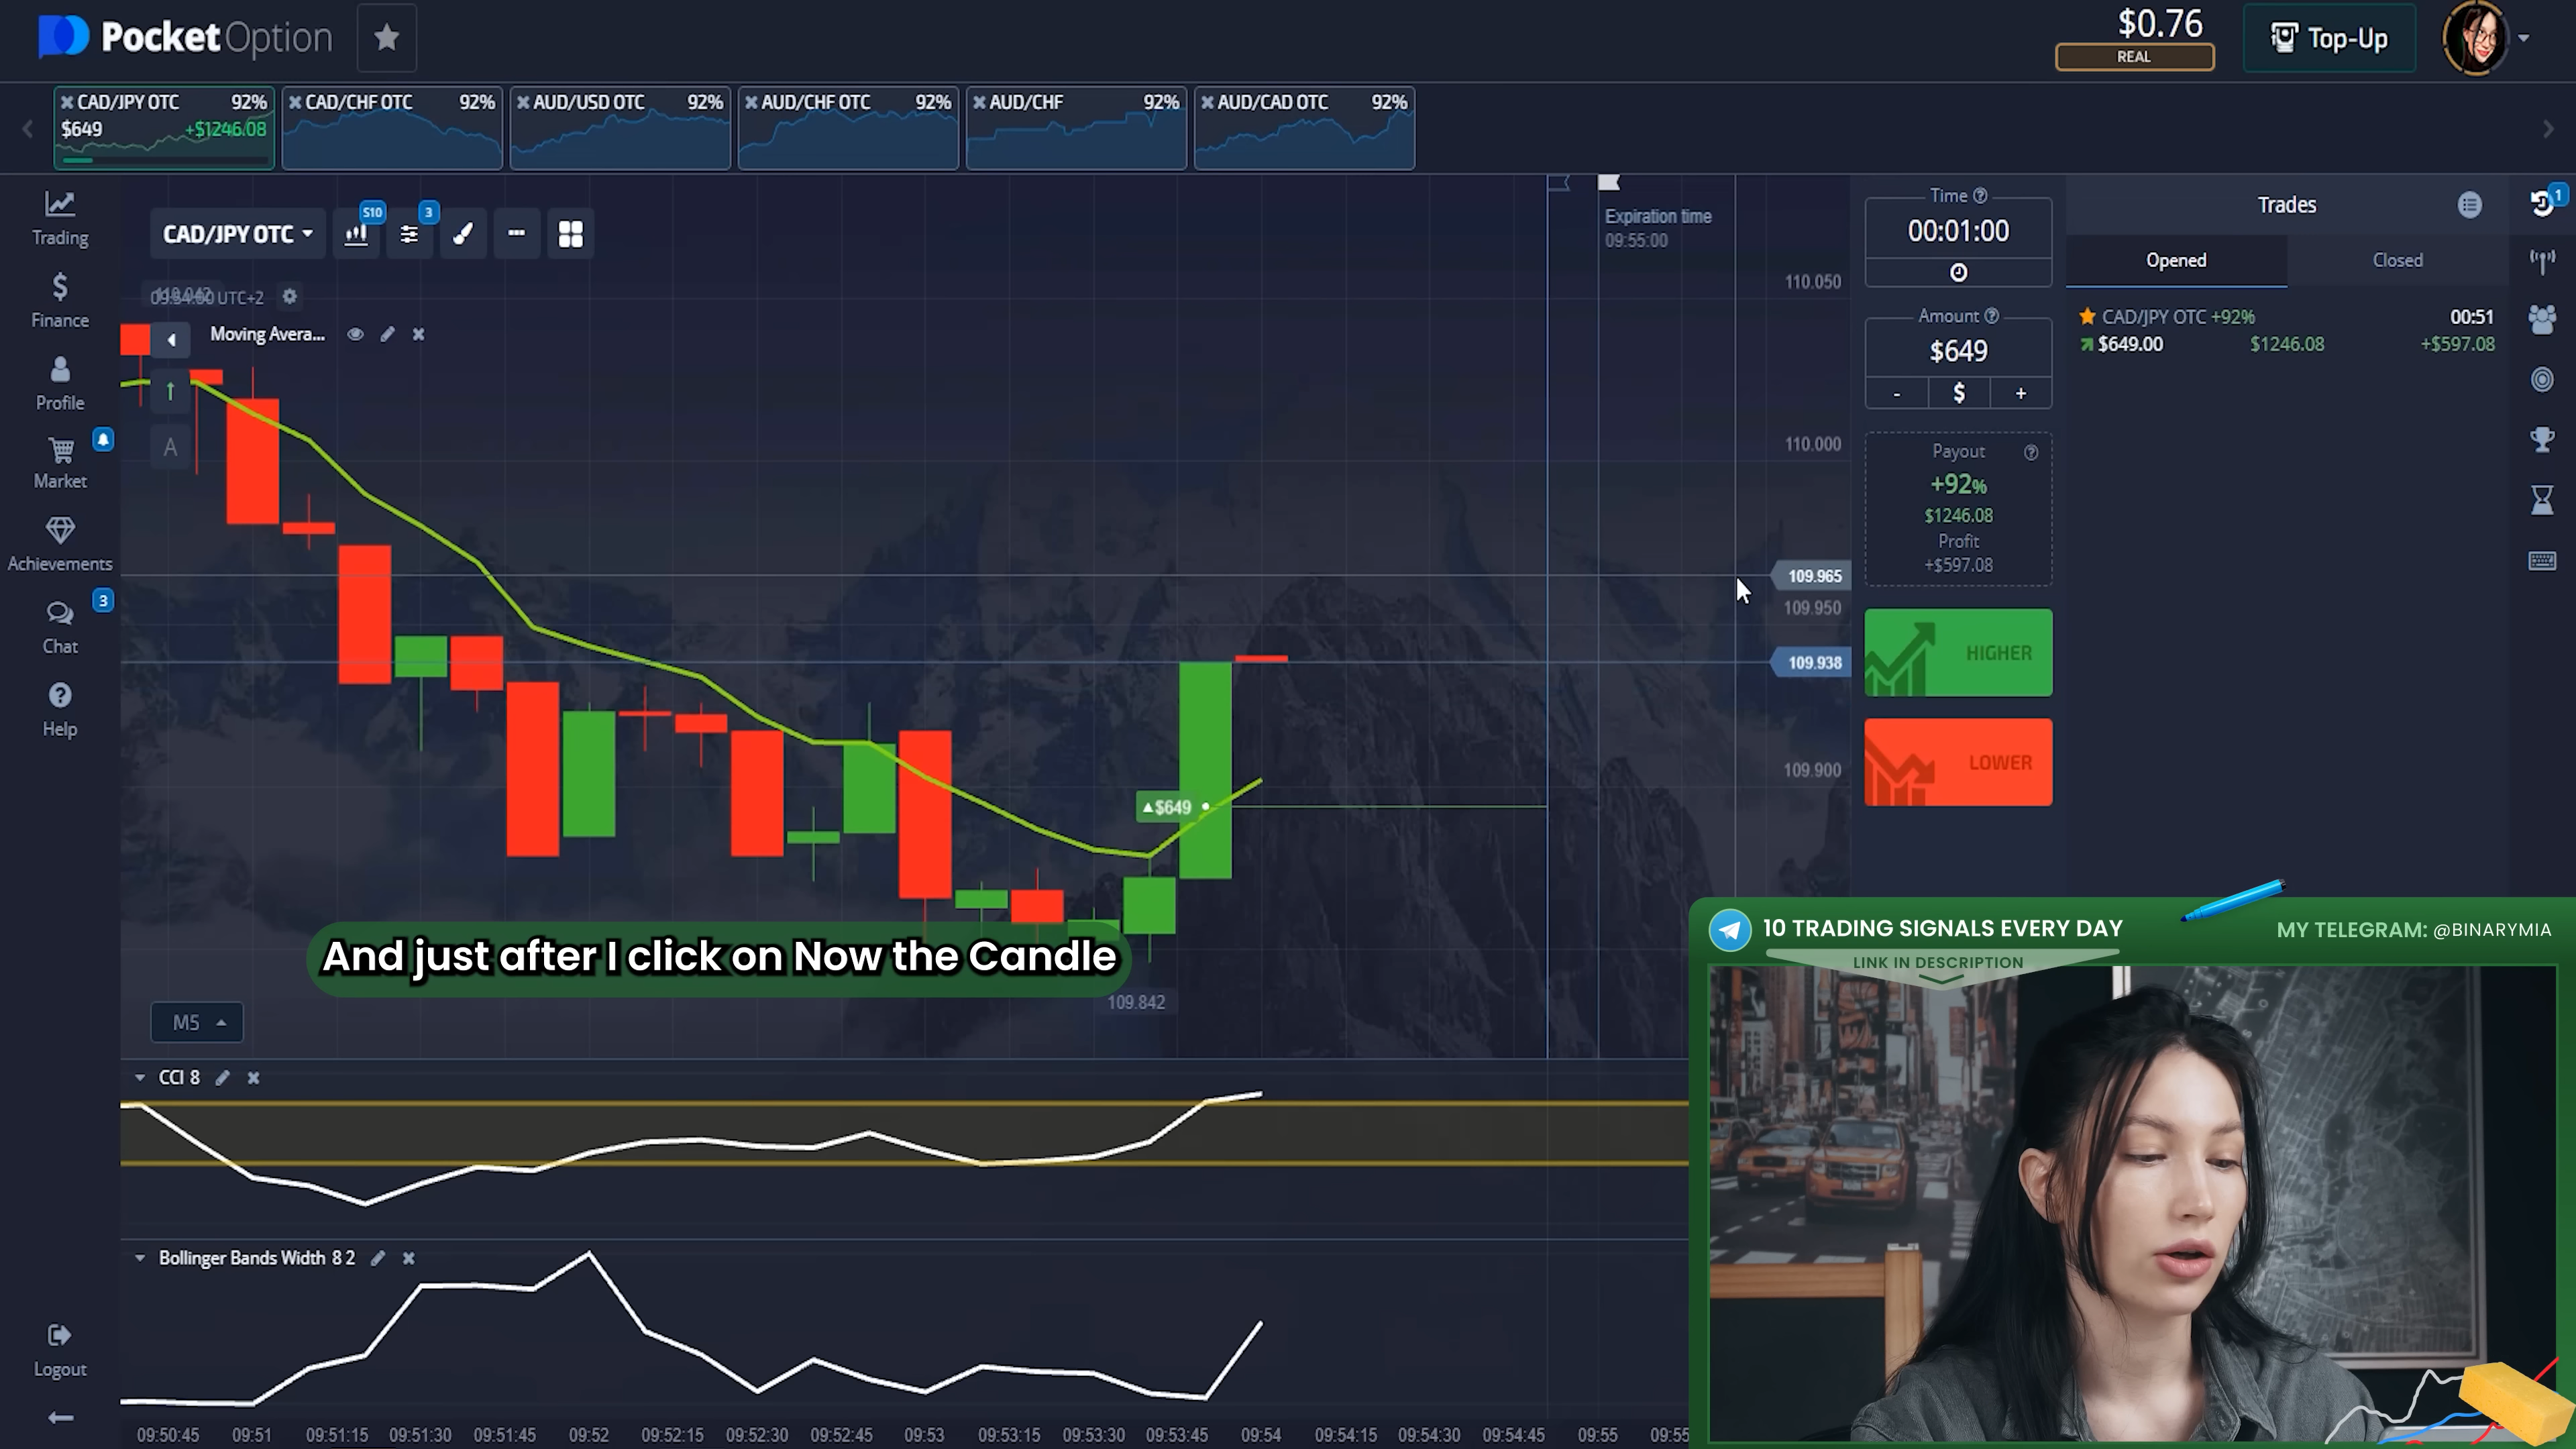 Pocket Option
$0.76
REAL
Top-Up
CAD/JPY OTC 92%
$649 +$1246.08
CAD/CHF OTC 92%
AUD/USD OTC 92%
AUD/CHF OTC 92%
AUD/CHF 92%
AUD/CAD OTC 92%
Trading
Finance
Profile
Market
Achievements
Chat
3
Help
Logout
CAD/JPY OTC
S10
3
UTC+2
Moving Avera...
A
Expiration time
09:55:00
110.050
110.000
109.965
109.950
109.938
109.900
$649
And just after I click on Now the Candle
109.842
M5
CCI 8
Bollinger Bands Width 8 2
09:50:45 09:51 09:51:15 09:51:30 09:51:45 09:52 09:52:15 09:52:30 09:52:45 09:53 09:53:15 09:53:30 09:53:45 09:54 09:54:15 09:54:30 09:54:45 09:55 09:55
Time
00:01:00
Amount
$649
- $ +
Payout
+92%
$1246.08
Profit
+$597.08
HIGHER
LOWER
Trades
1
Opened Closed
CAD/JPY OTC +92% 00:51
$649.00 $1246.08 +$597.08
10 TRADING SIGNALS EVERY DAY
LINK IN DESCRIPTION
MY TELEGRAM: @BINARYMIA